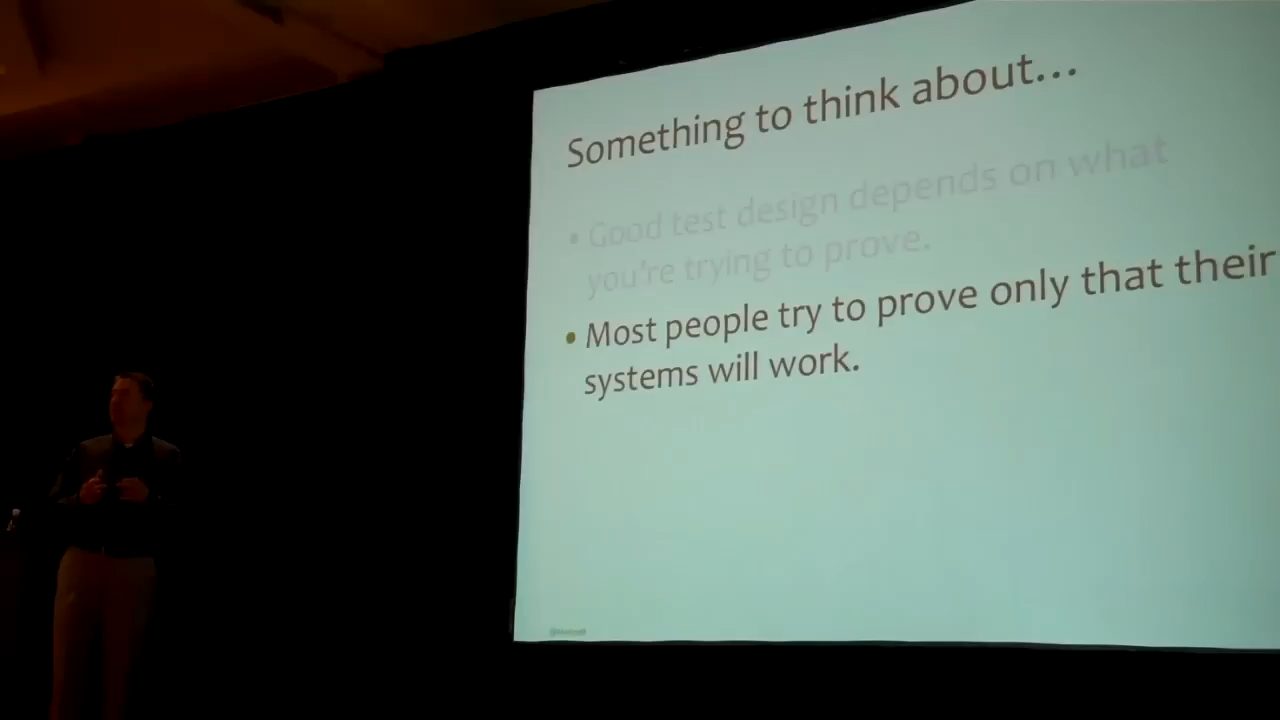 Something to think about...
• Good test design depends on what
you're trying to prove.
• Most people try to prove only that their
systems will work.